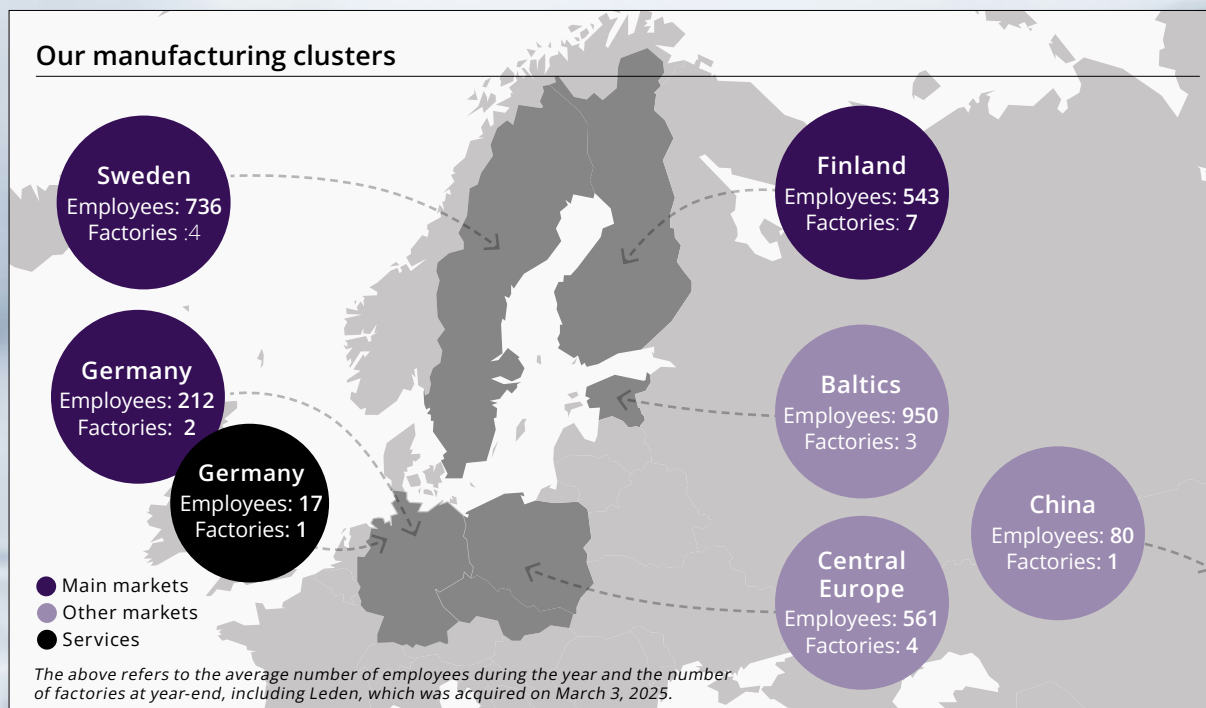 Our manufacturing clusters
Sweden
Employees: 736
Factories :4
Finland
Employees: 543
Factories: 7
Germany
Employees: 212
Factories: 2
Germany
Employees: 17
Factories: 1
Baltics
Employees: 950
Factories: 3
China
Employees: 80
Factories: 1
Central
Europe
Employees: 561
Factories: 4
Main markets
Other markets
Services
The above refers to the average number of employees during the year and the number
of factories at year-end, including Leden, which was acquired on March 3, 2025.